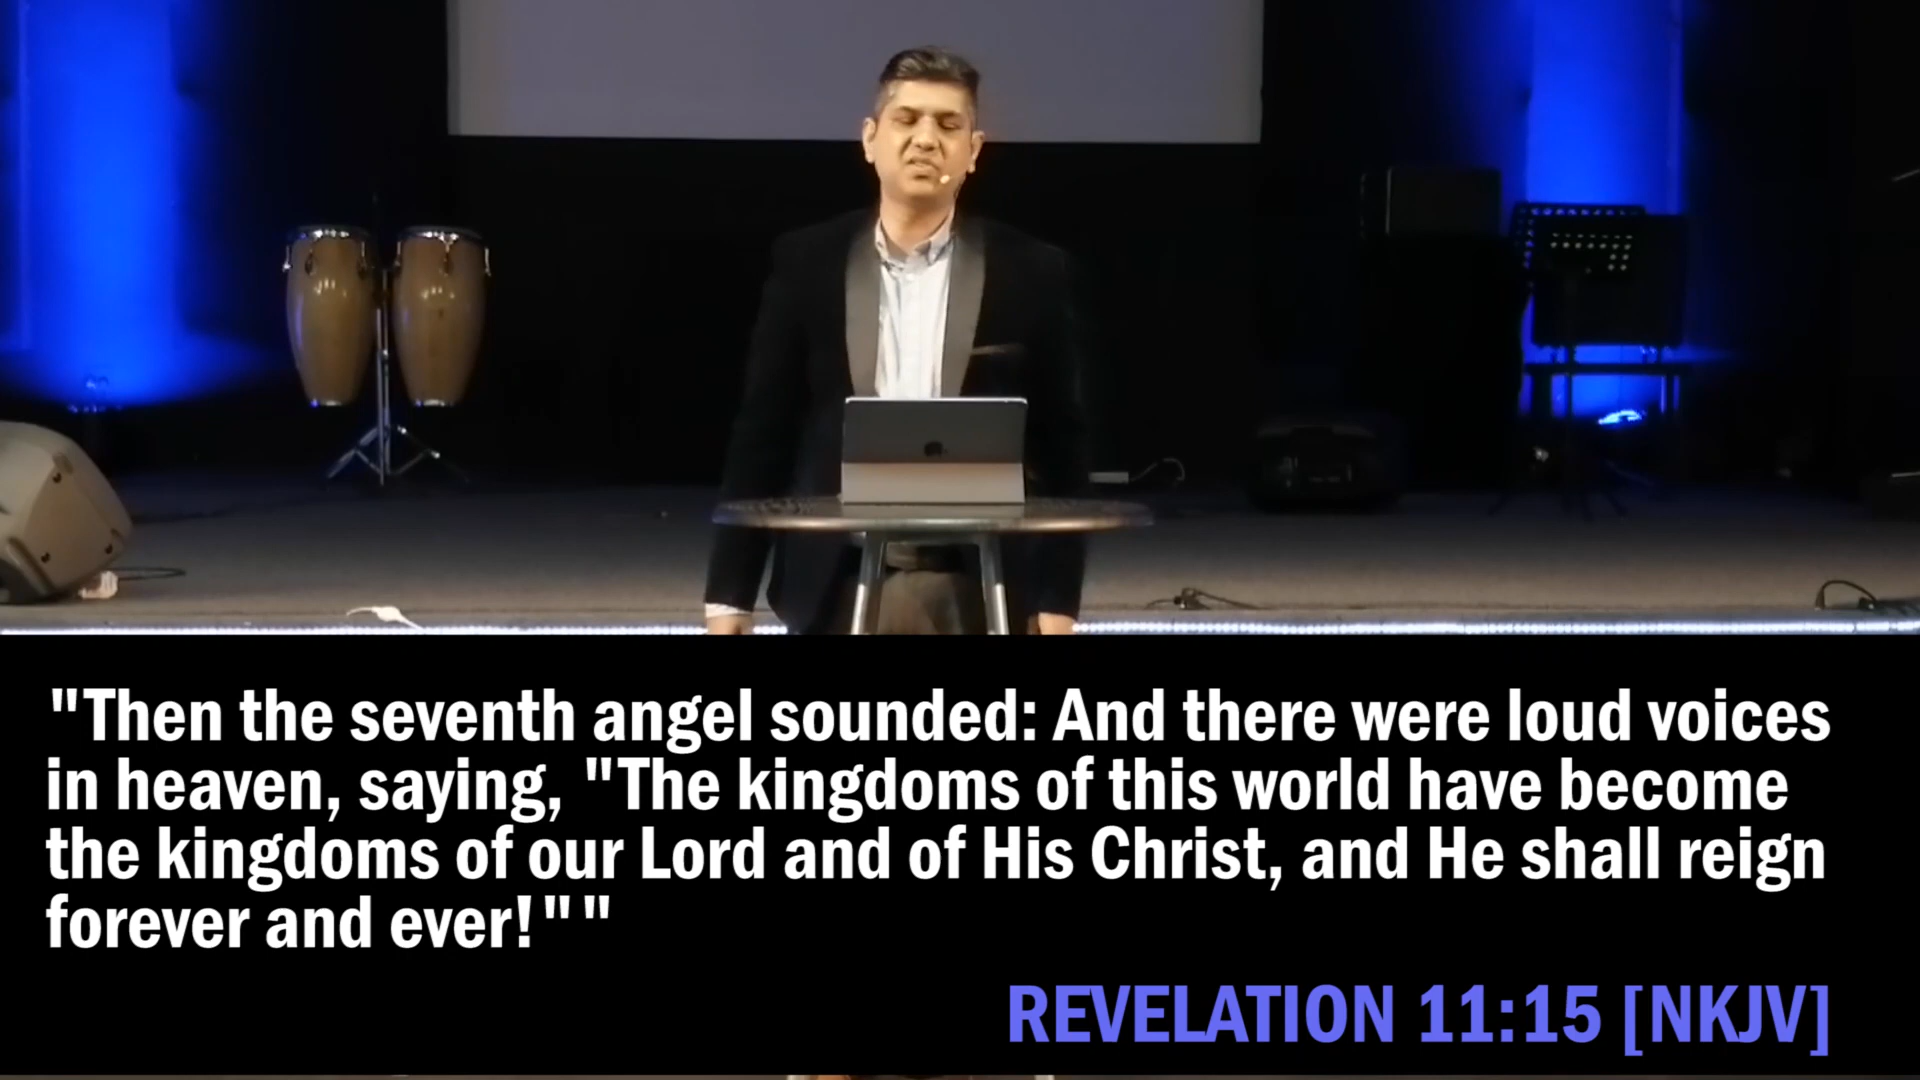 "Then the seventh angel sounded: And there were loud voices
in heaven, saying, "The kingdoms of this world have become
the kingdoms of our Lord and of His Christ, and He shall reign
forever and ever!""
REVELATION 11:15 [NKJV]